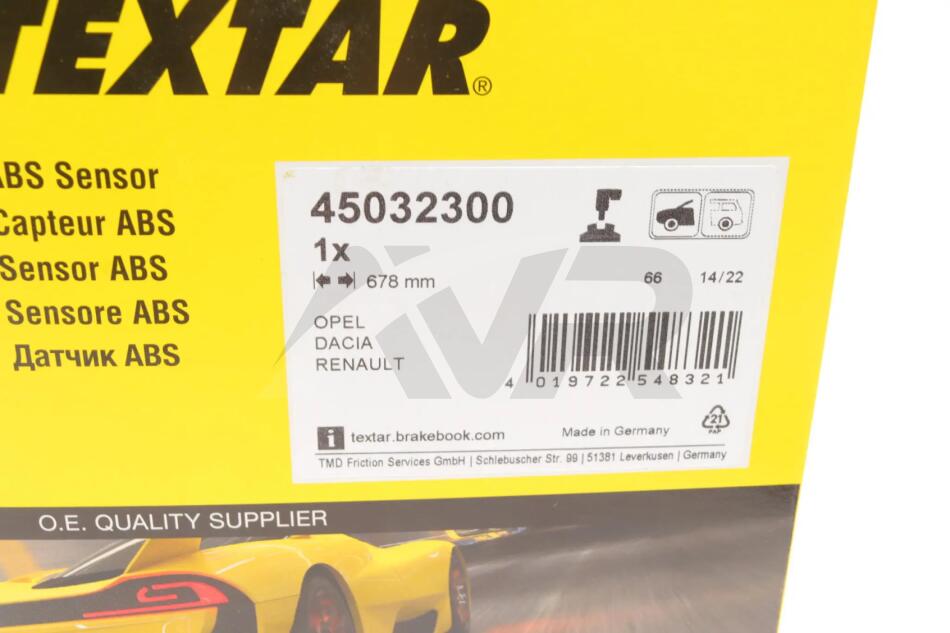 TEXTAR®
ABS Sensor
Capteur ABS
Sensor ABS
Sensore ABS
Датчик ABS
45032300
1x
678 mm
66 14/22
OPEL
DACIA
RENAULT
4 019722 548321
AVR
i textar.brakebook.com
Made in Germany
21
PAP
TMD Friction Services GmbH | Schlebuscher Str. 99 | 51381 Leverkusen | Germany
O.E. QUALITY SUPPLIER